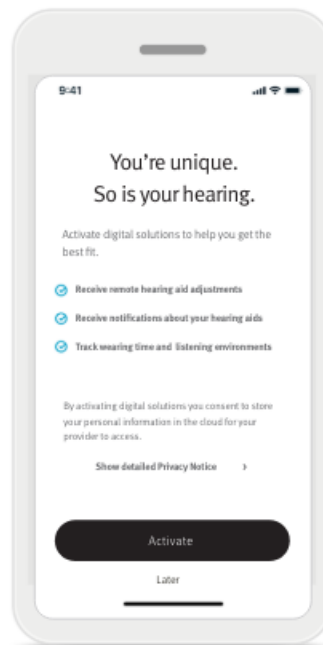 9:41
You're unique.
So is your hearing.
Activate digital solutions to help you get the
best fit.
Receive remote hearing aid adjustments
Receive notifications about your hearing aids
Track wearing time and listening environments
By activating digital solutions you consent to store
your personal information in the cloud for your
provider to access.
Show detailed Privacy Notice
Activate
Later